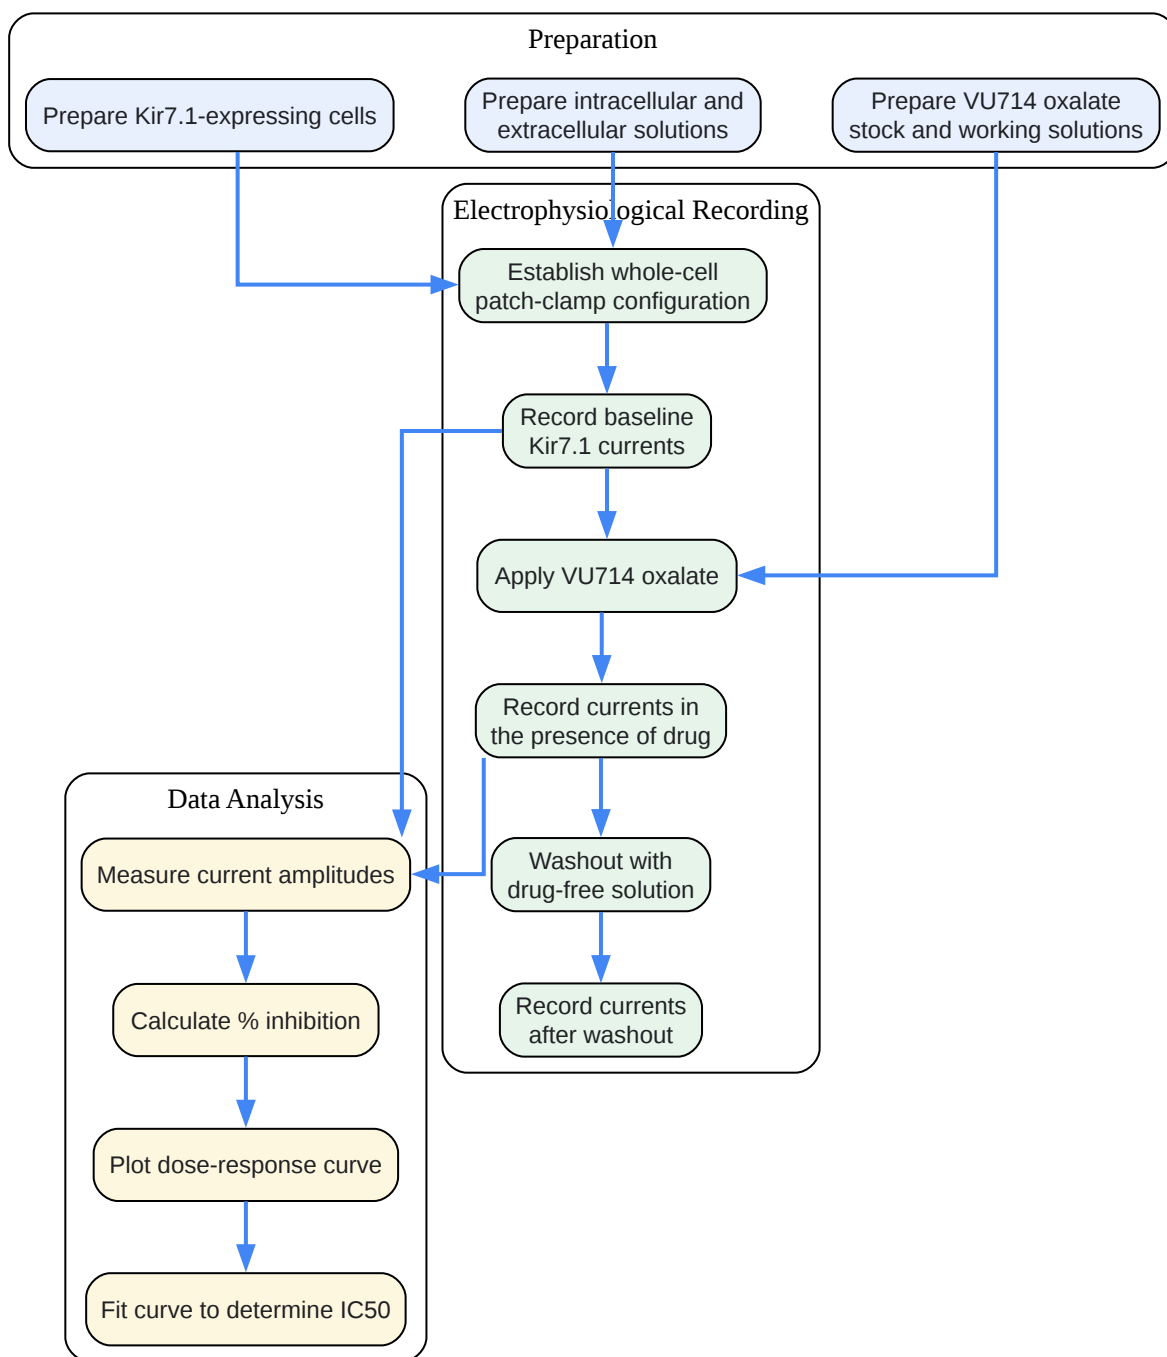 Preparation
Prepare Kir7.1-expressing cells
Prepare intracellular and
extracellular solutions
Prepare VU714 oxalate
stock and working solutions
Electrophysiological Recording
Establish whole-cell
patch-clamp configuration
Record baseline
Kir7.1 currents
Apply VU714 oxalate
Record currents in
the presence of drug
Washout with
drug-free solution
Record currents
after washout
Data Analysis
Measure current amplitudes
Calculate % inhibition
Plot dose-response curve
Fit curve to determine IC50